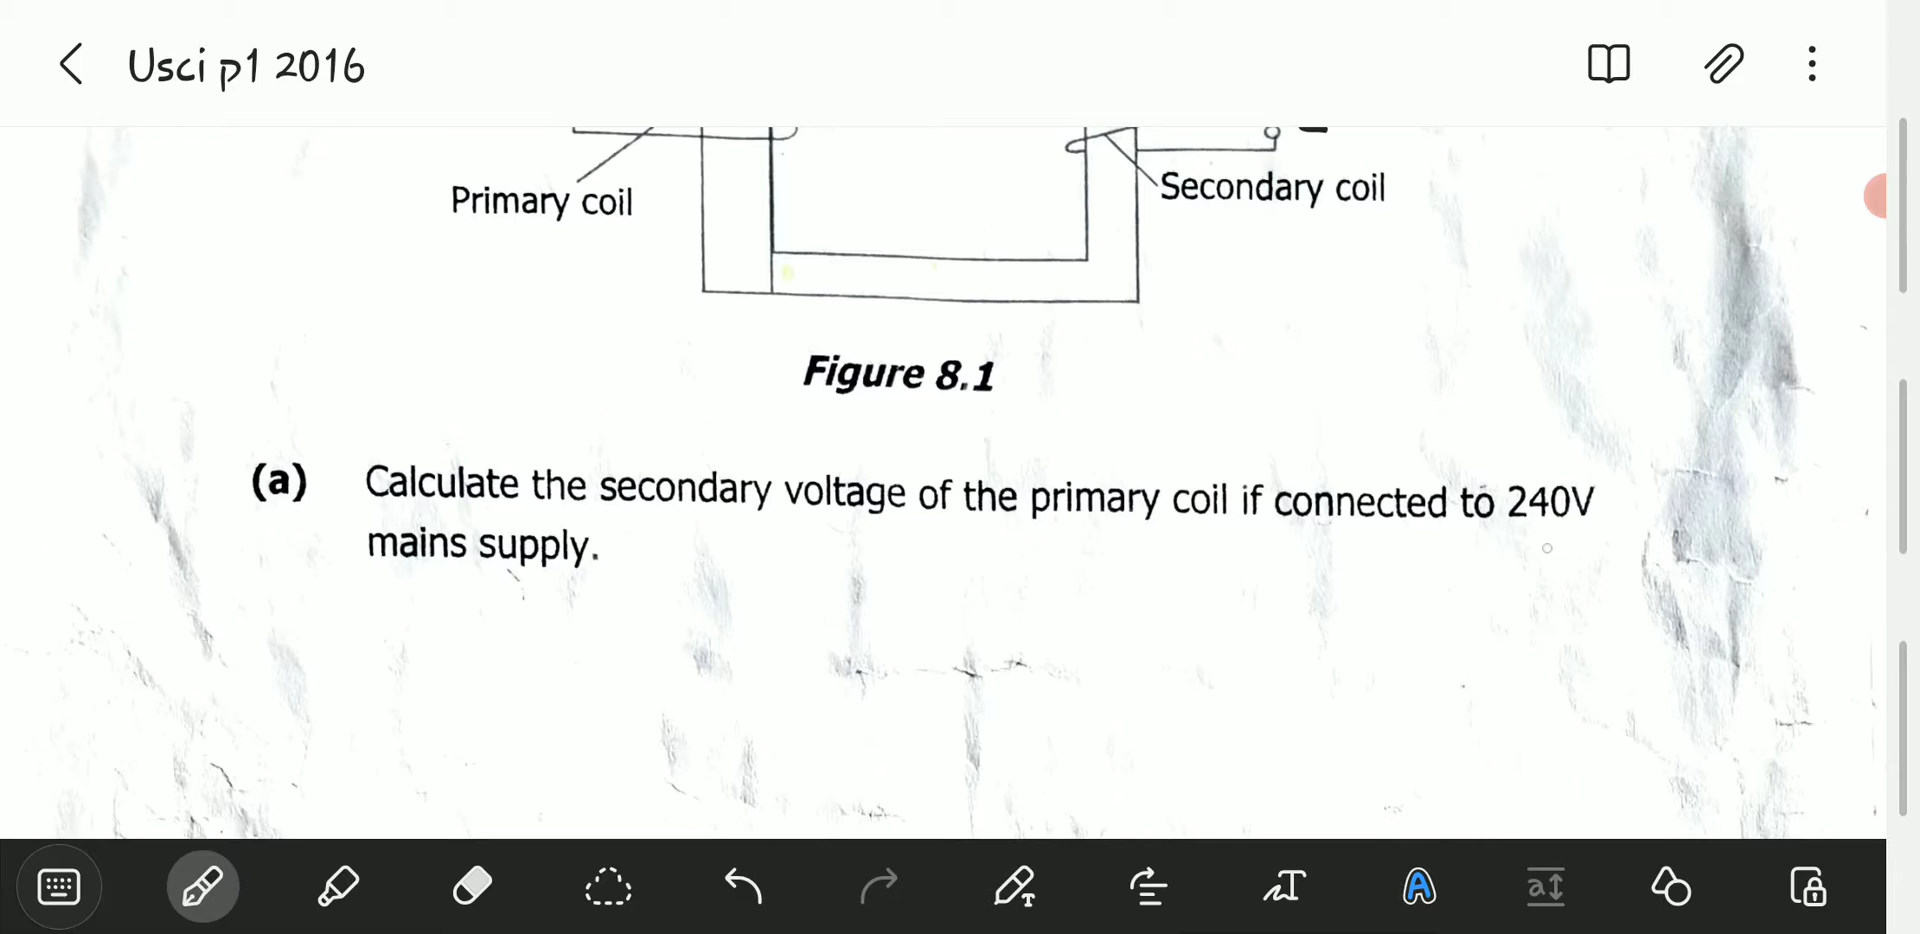 Usci p1 2016
Primary coil
Secondary coil
Figure 8.1
(a) Calculate the secondary voltage of the primary coil if connected to 240V
mains supply.
T
T
A
a